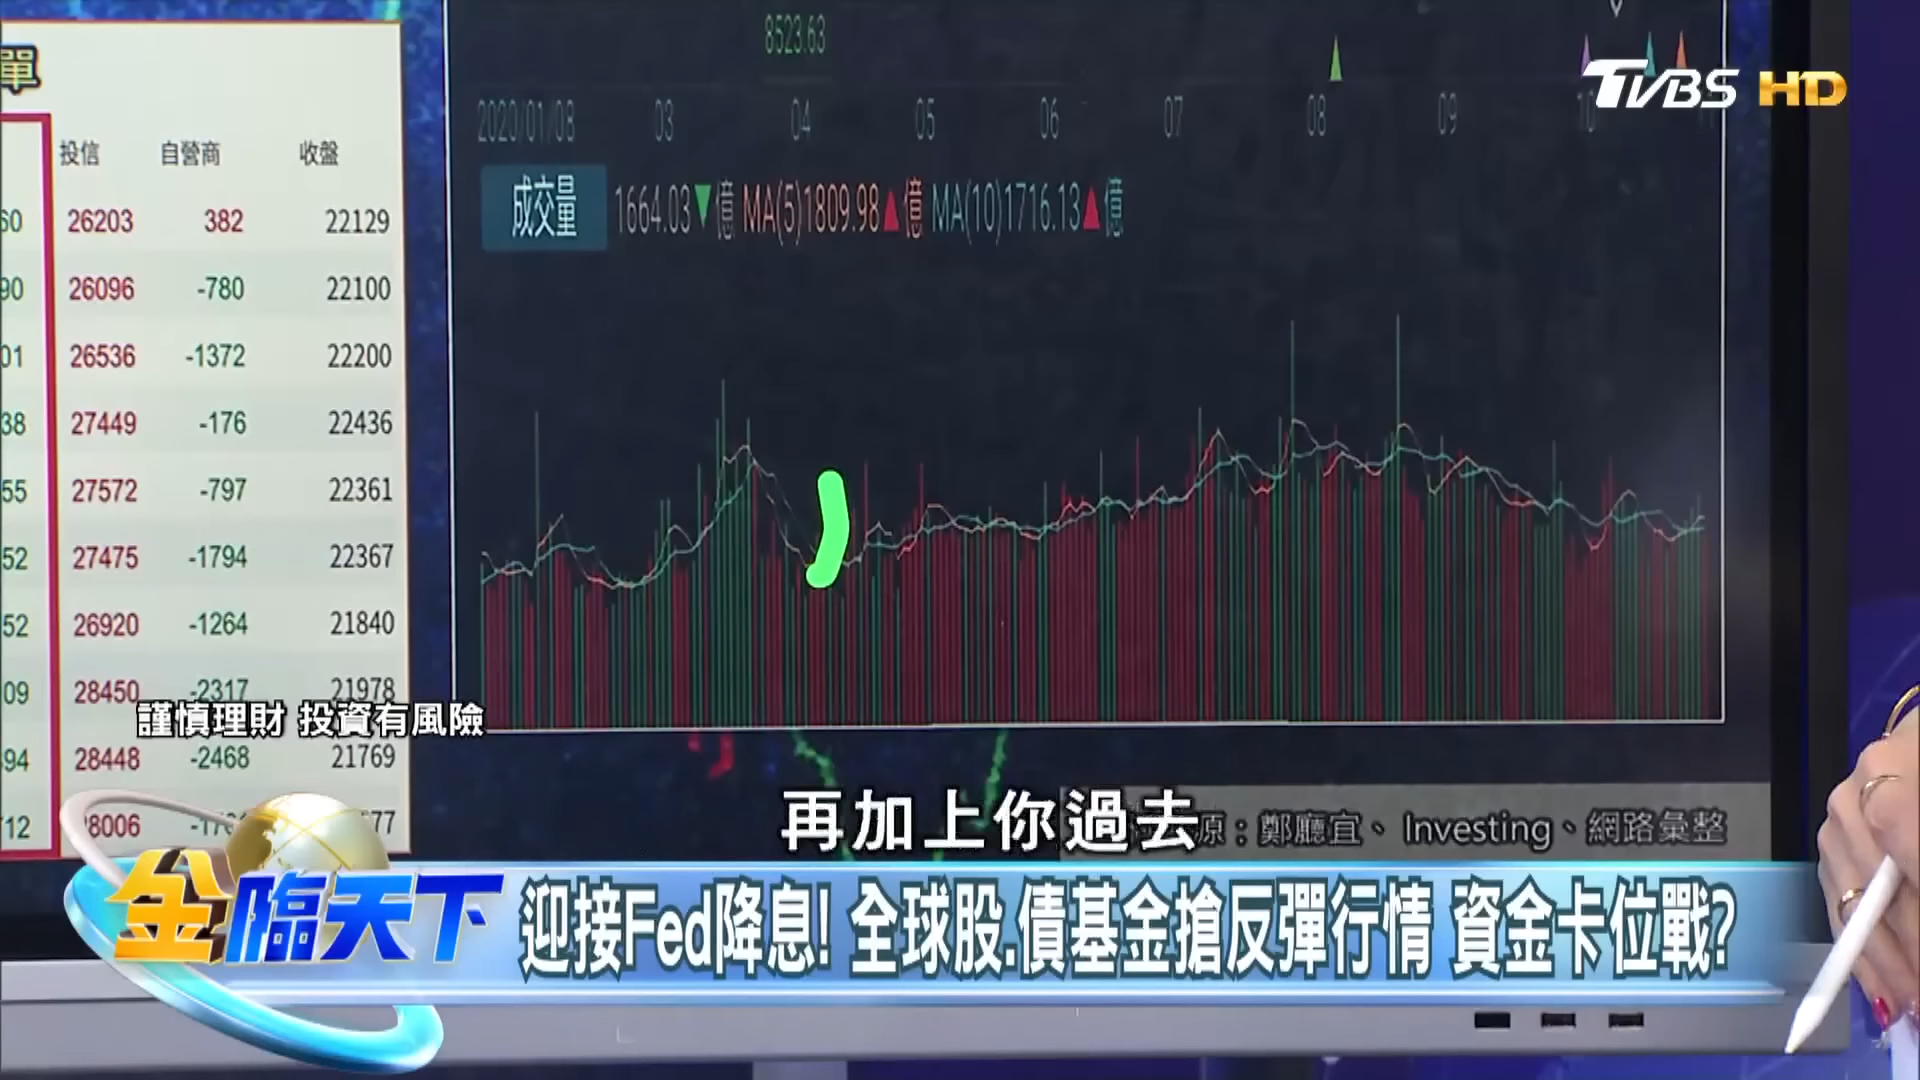 8523.63
TVBS HD
2020/01/08 03 04 05 06 07 08 09 10
單
投信 自營商 收盤
成交量 1664.03▼億 MA(5)1809.98▲億 MA(10)1716.13▲億
60 26203 382 22129
90 26096 -780 22100
01 26536 -1372 22200
38 27449 -176 22436
55 27572 -797 22361
52 27475 -1794 22367
52 26920 -1264 21840
09 28450 -2317 21978
謹慎理財 投資有風險
94 28448 -2468 21769
12 28006
再加上你過去
源：鄭廳宜、Investing、網路彙整
金臨天下
迎接Fed降息! 全球股.債基金搶反彈行情 資金卡位戰?